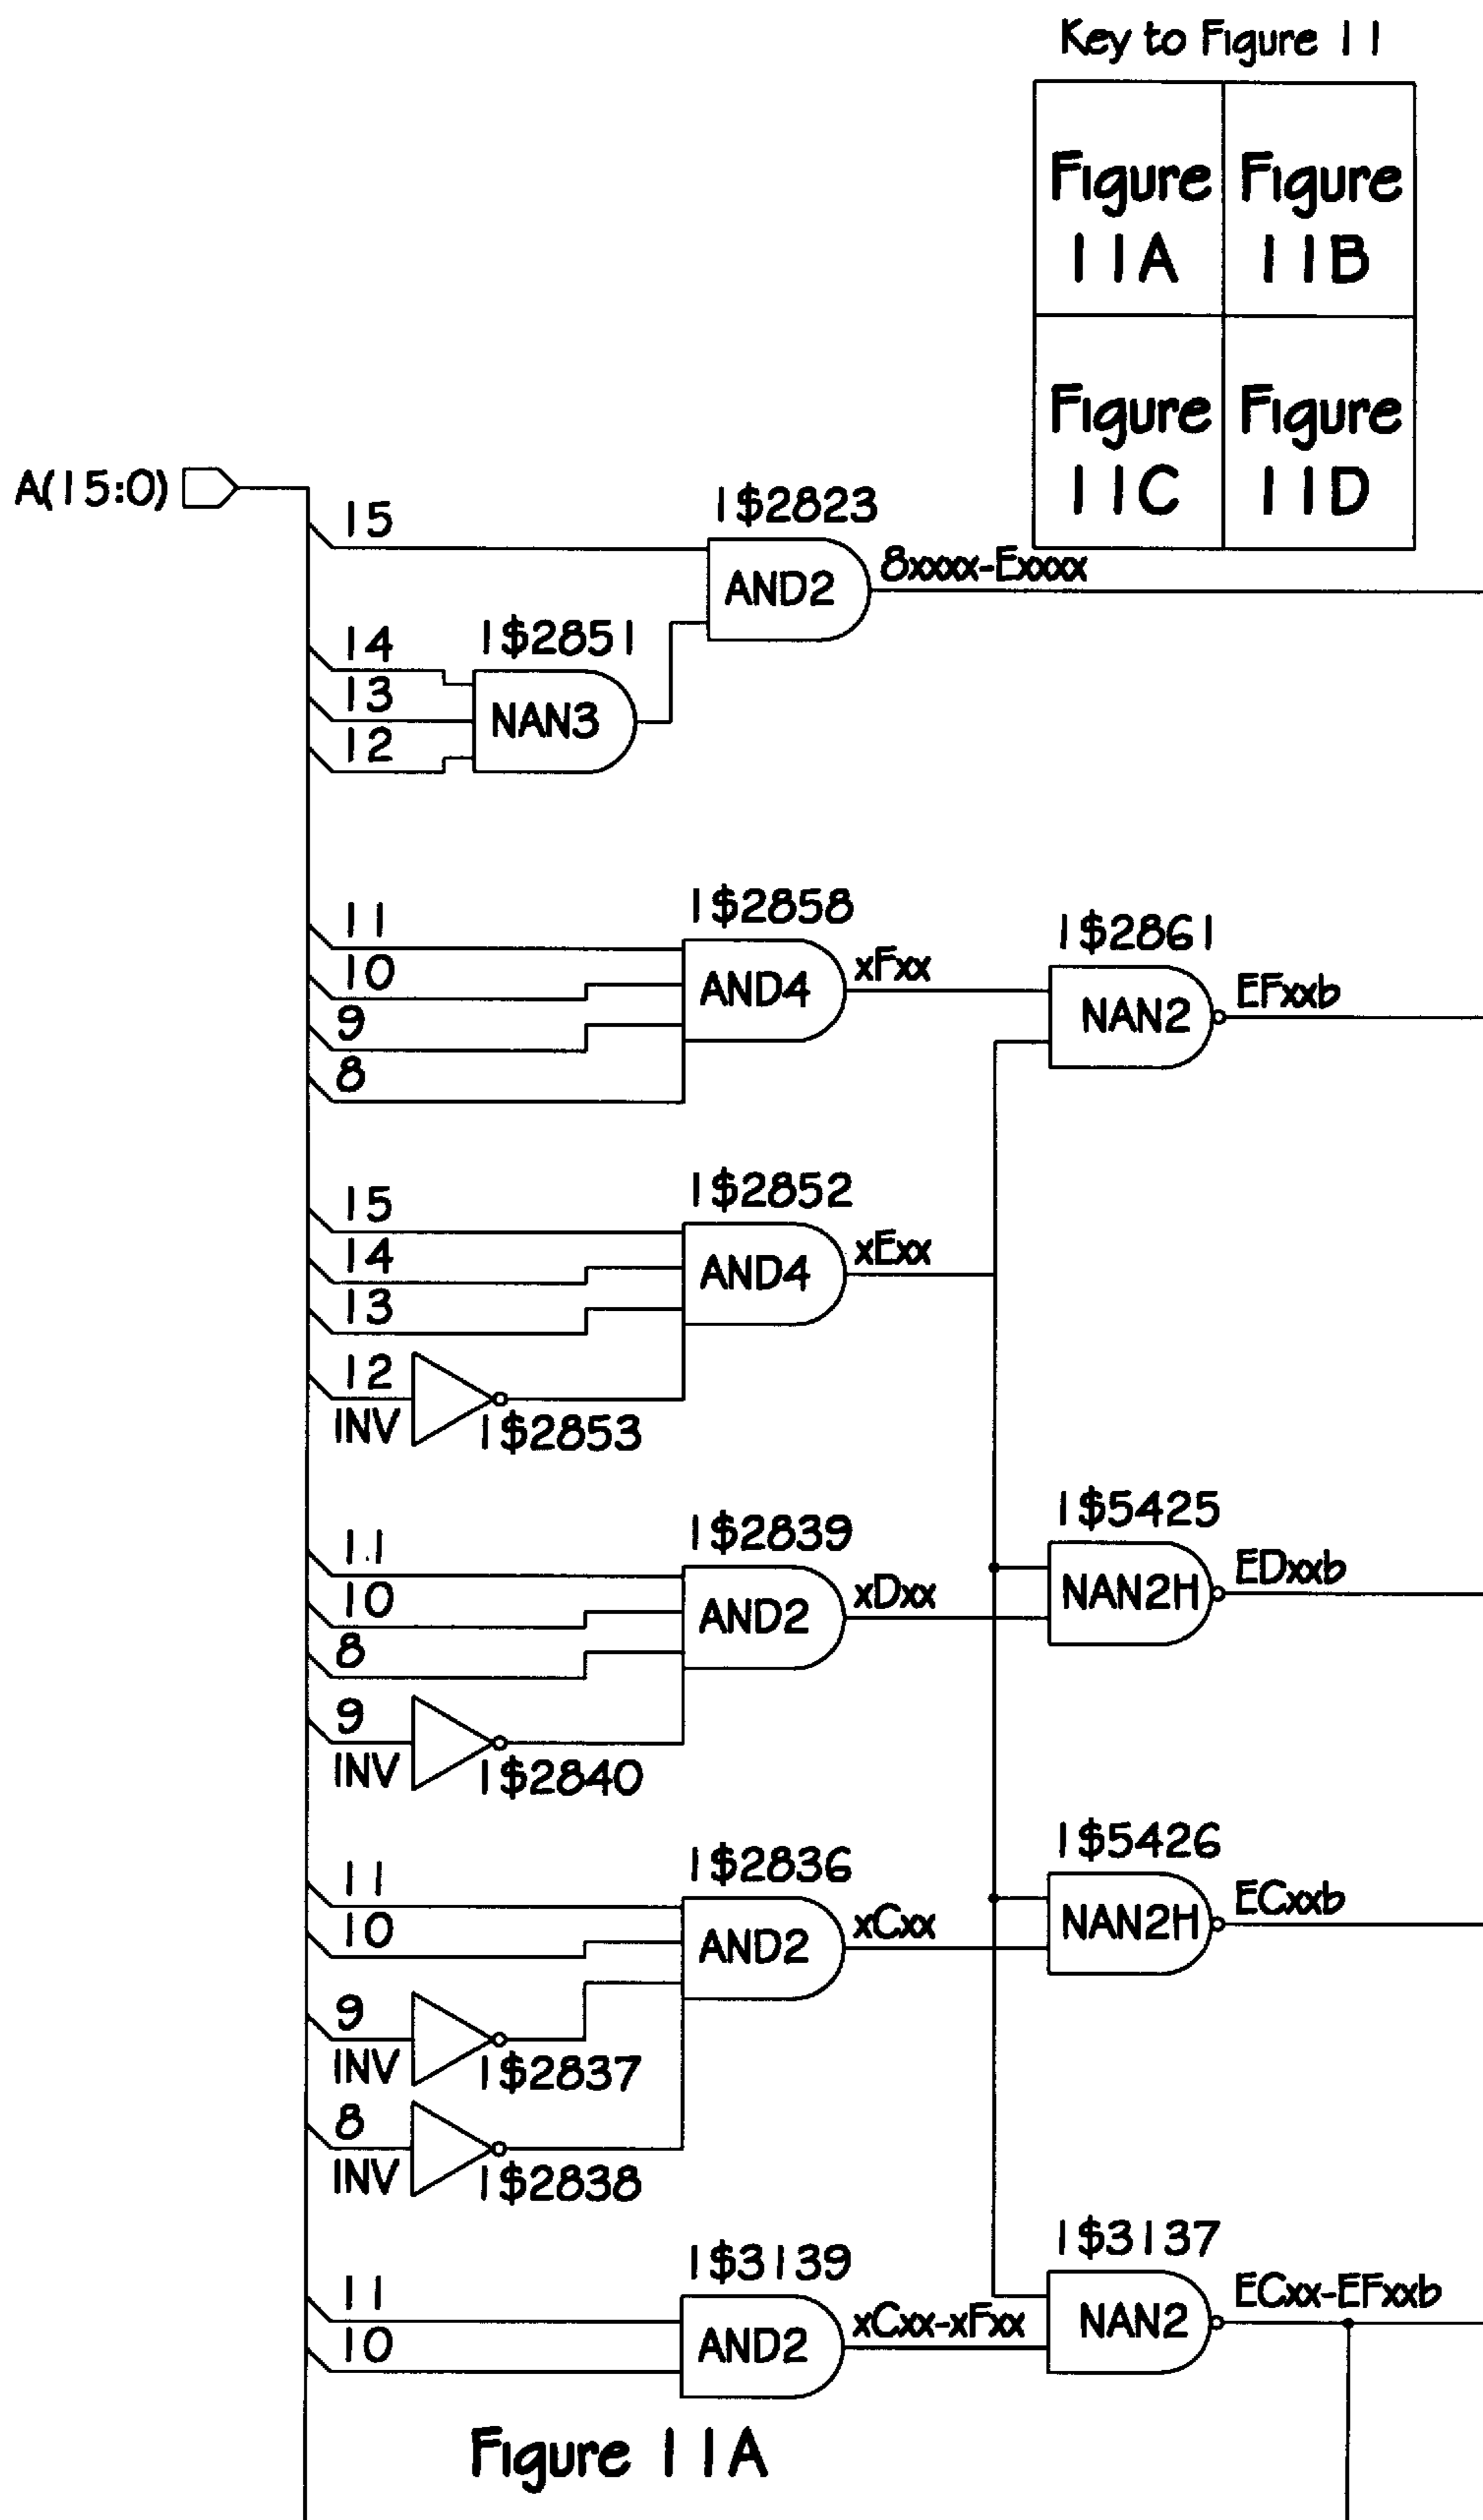 Key to Figure 11
Figure 11A
Figure 11B
Figure 11C
Figure 11D
A(15:0)
15
1$2823
AND2
8xxxx-Exxxx
14
1$2851
13
NAN3
12
11
1$2858
10
AND4
xFxx
1$2861
NAN2
EFxxb
9
8
15
1$2852
14
AND4
xExx
13
12
INV
1$2853
11
1$2839
10
AND2
xDxx
1$5425
NAN2H
EDxxb
8
9
INV
1$2840
11
1$2836
10
AND2
xCxx
1$5426
NAN2H
ECxxb
9
INV
1$2837
8
INV
1$2838
11
1$3139
10
AND2
xCxx-xFxx
1$3137
NAN2
ECxx-EFxxb
Figure 11A